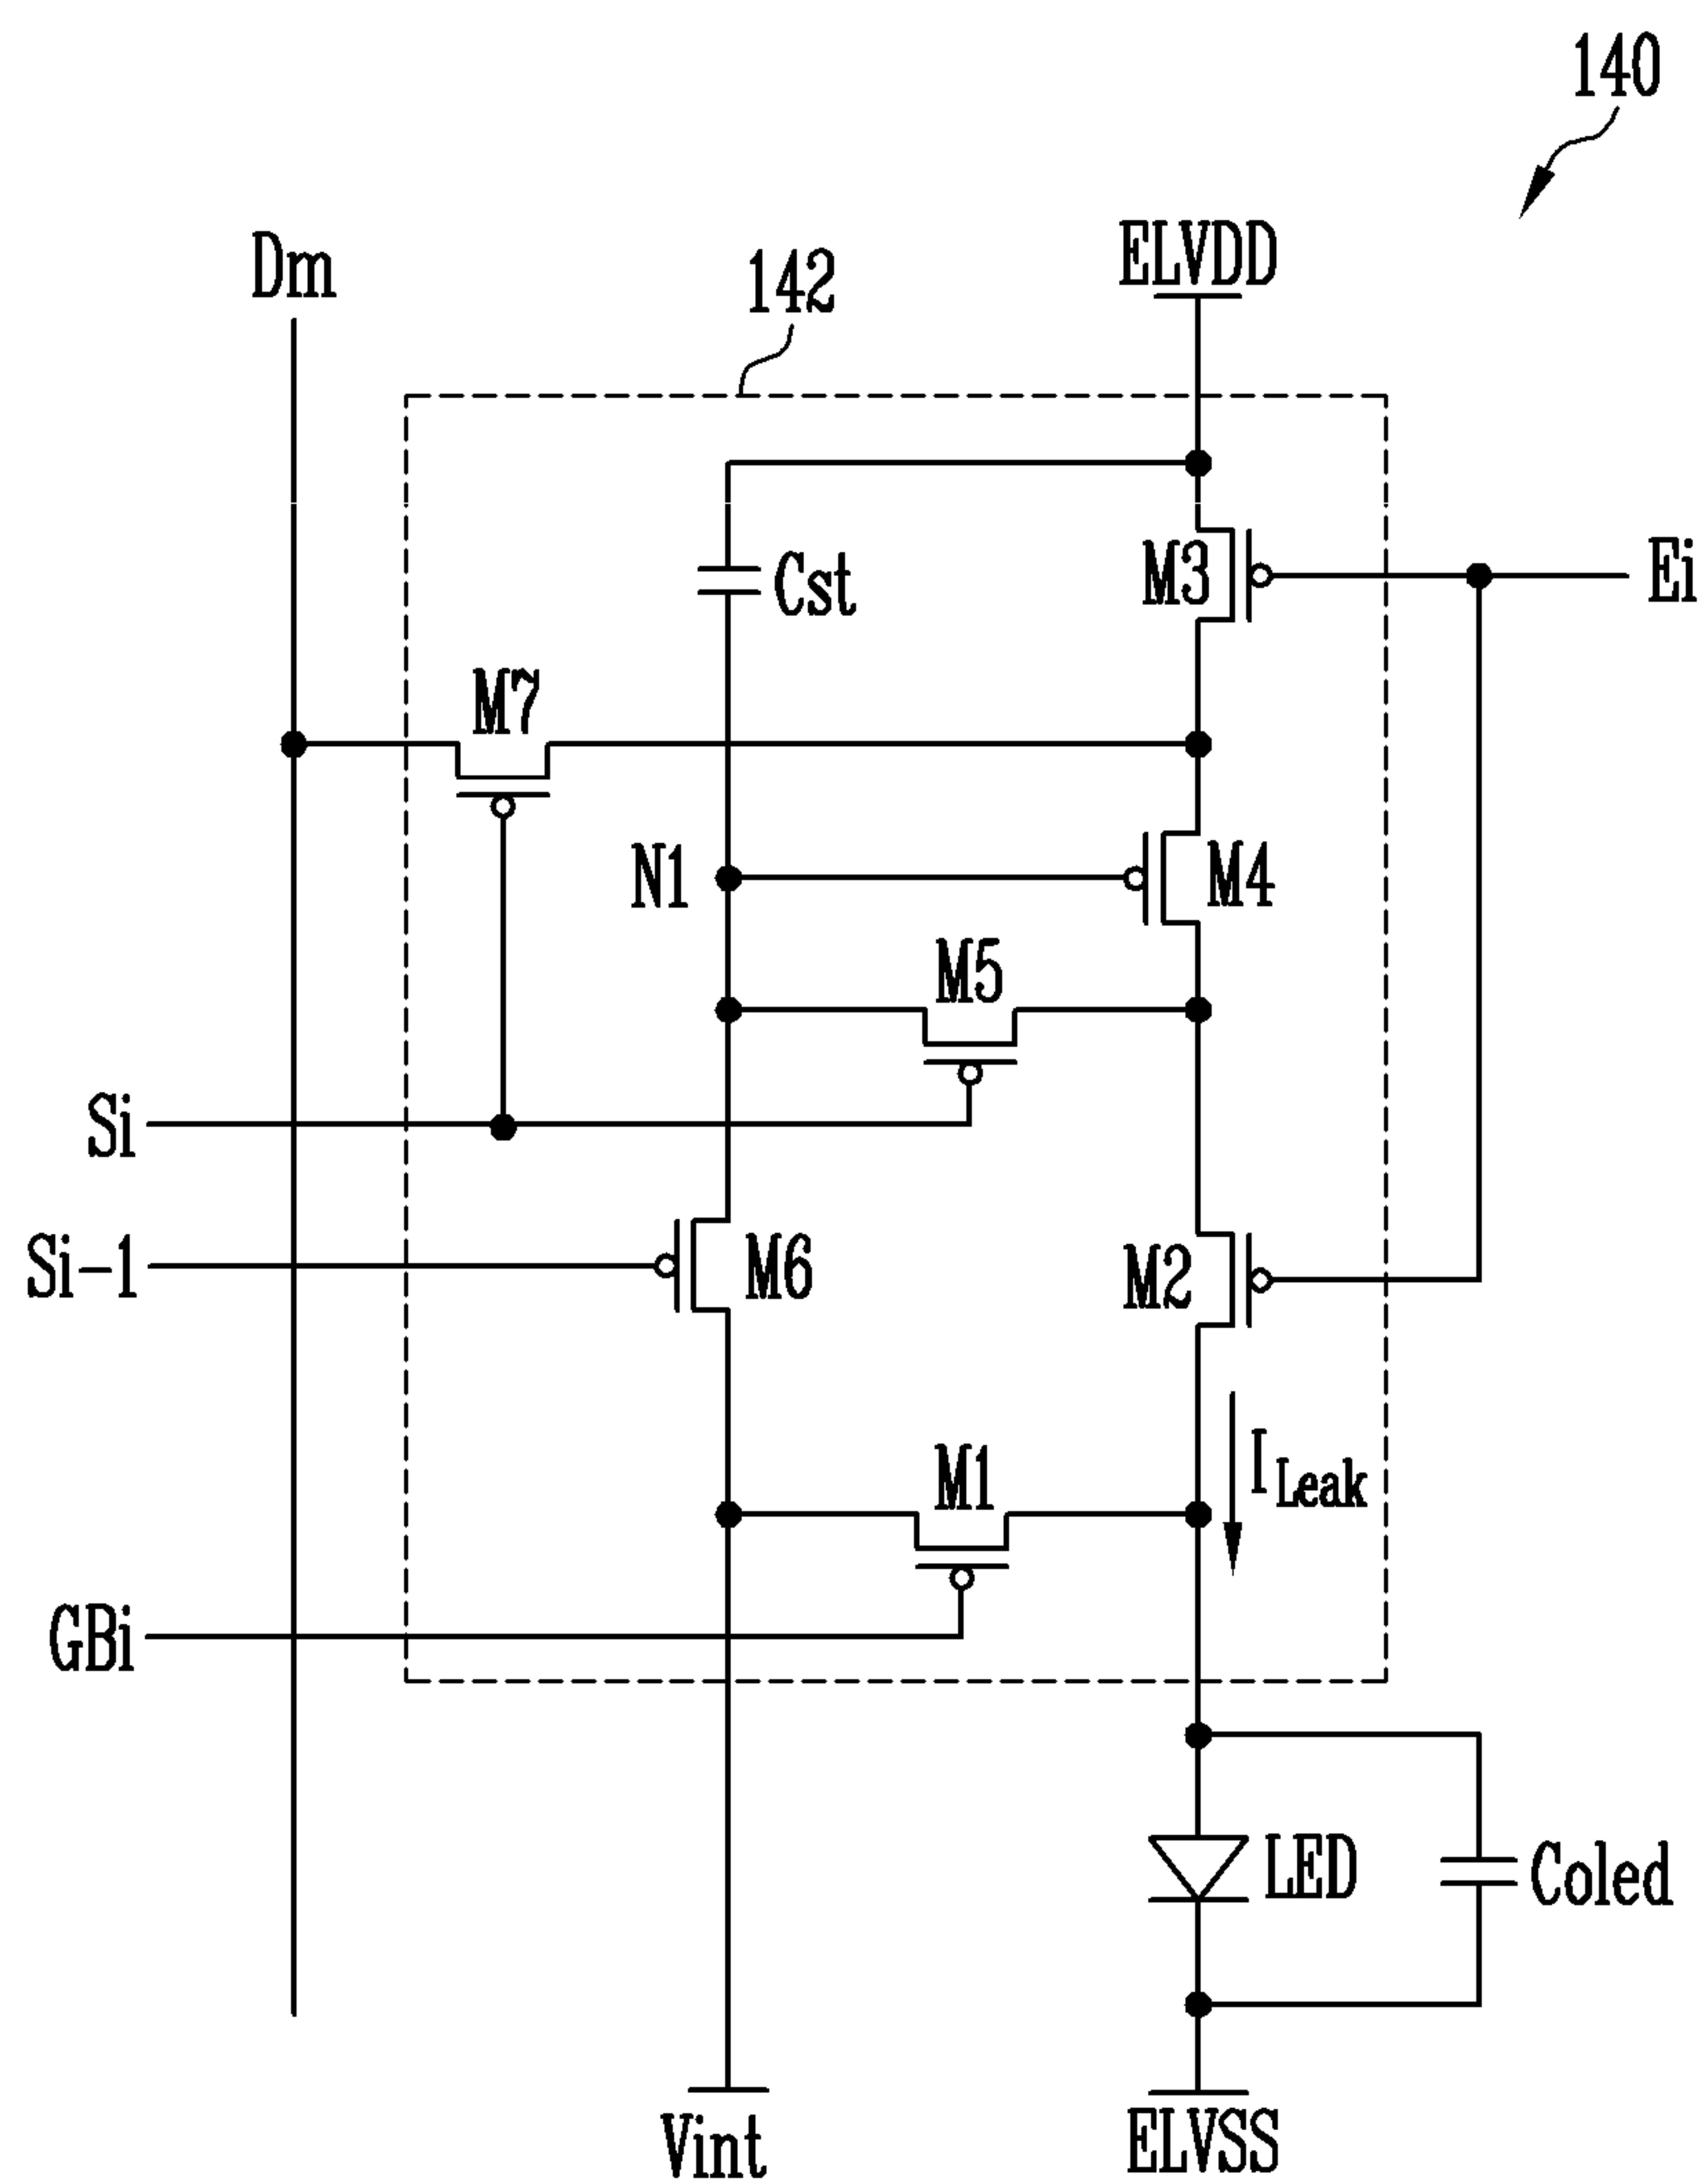 140
ELVDD
Dm
142
M3
Ei
Cst
M7
N1
M4
M5
Si
Si-1
M6
M2
I Leak
M1
GBi
LED
Coled
Vint
ELVSS